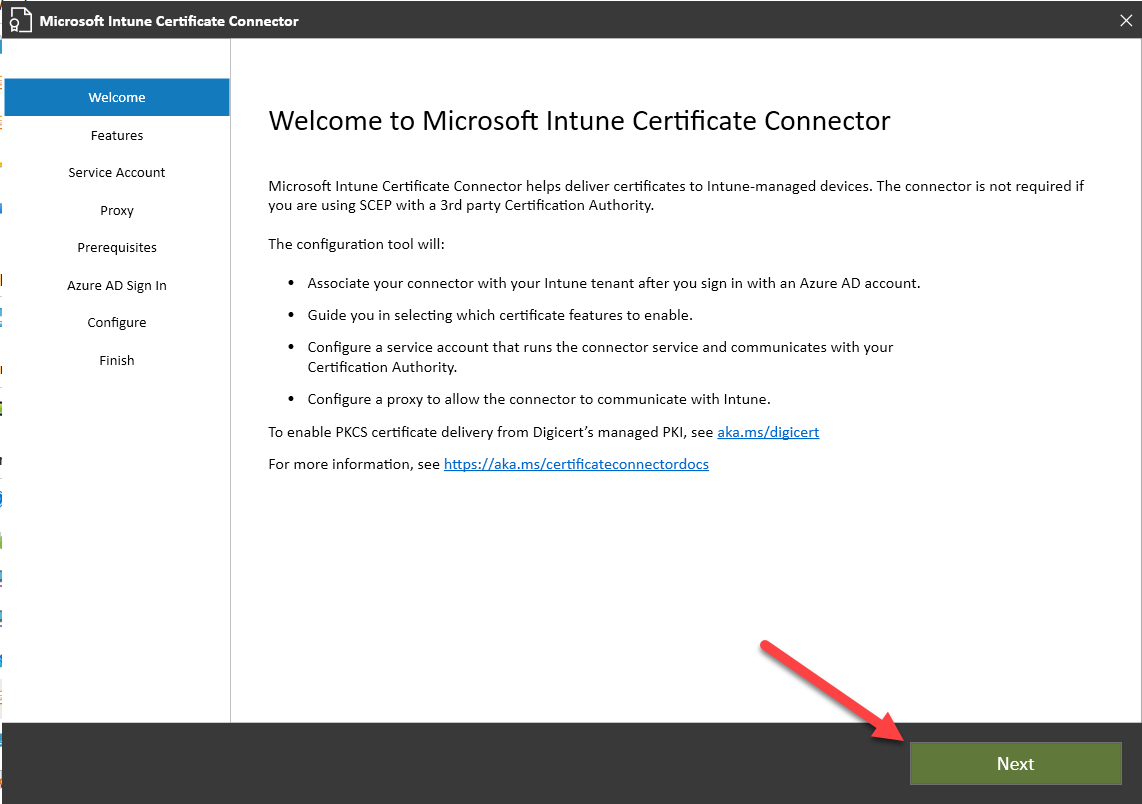 Microsoft Intune Certificate Connector
Welcome
Features
Service Account
Proxy
Prerequisites
Azure AD Sign In
Configure
Finish
Welcome to Microsoft Intune Certificate Connector
Microsoft Intune Certificate Connector helps deliver certificates to Intune-managed devices. The connector is not required if
you are using SCEP with a 3rd party Certification Authority.
The configuration tool will:
• Associate your connector with your Intune tenant after you sign in with an Azure AD account.
• Guide you in selecting which certificate features to enable.
• Configure a service account that runs the connector service and communicates with your
Certification Authority.
• Configure a proxy to allow the connector to communicate with Intune.
To enable PKCS certificate delivery from Digicert’s managed PKI, see aka.ms/digicert
For more information, see https://aka.ms/certificateconnectordocs
Next